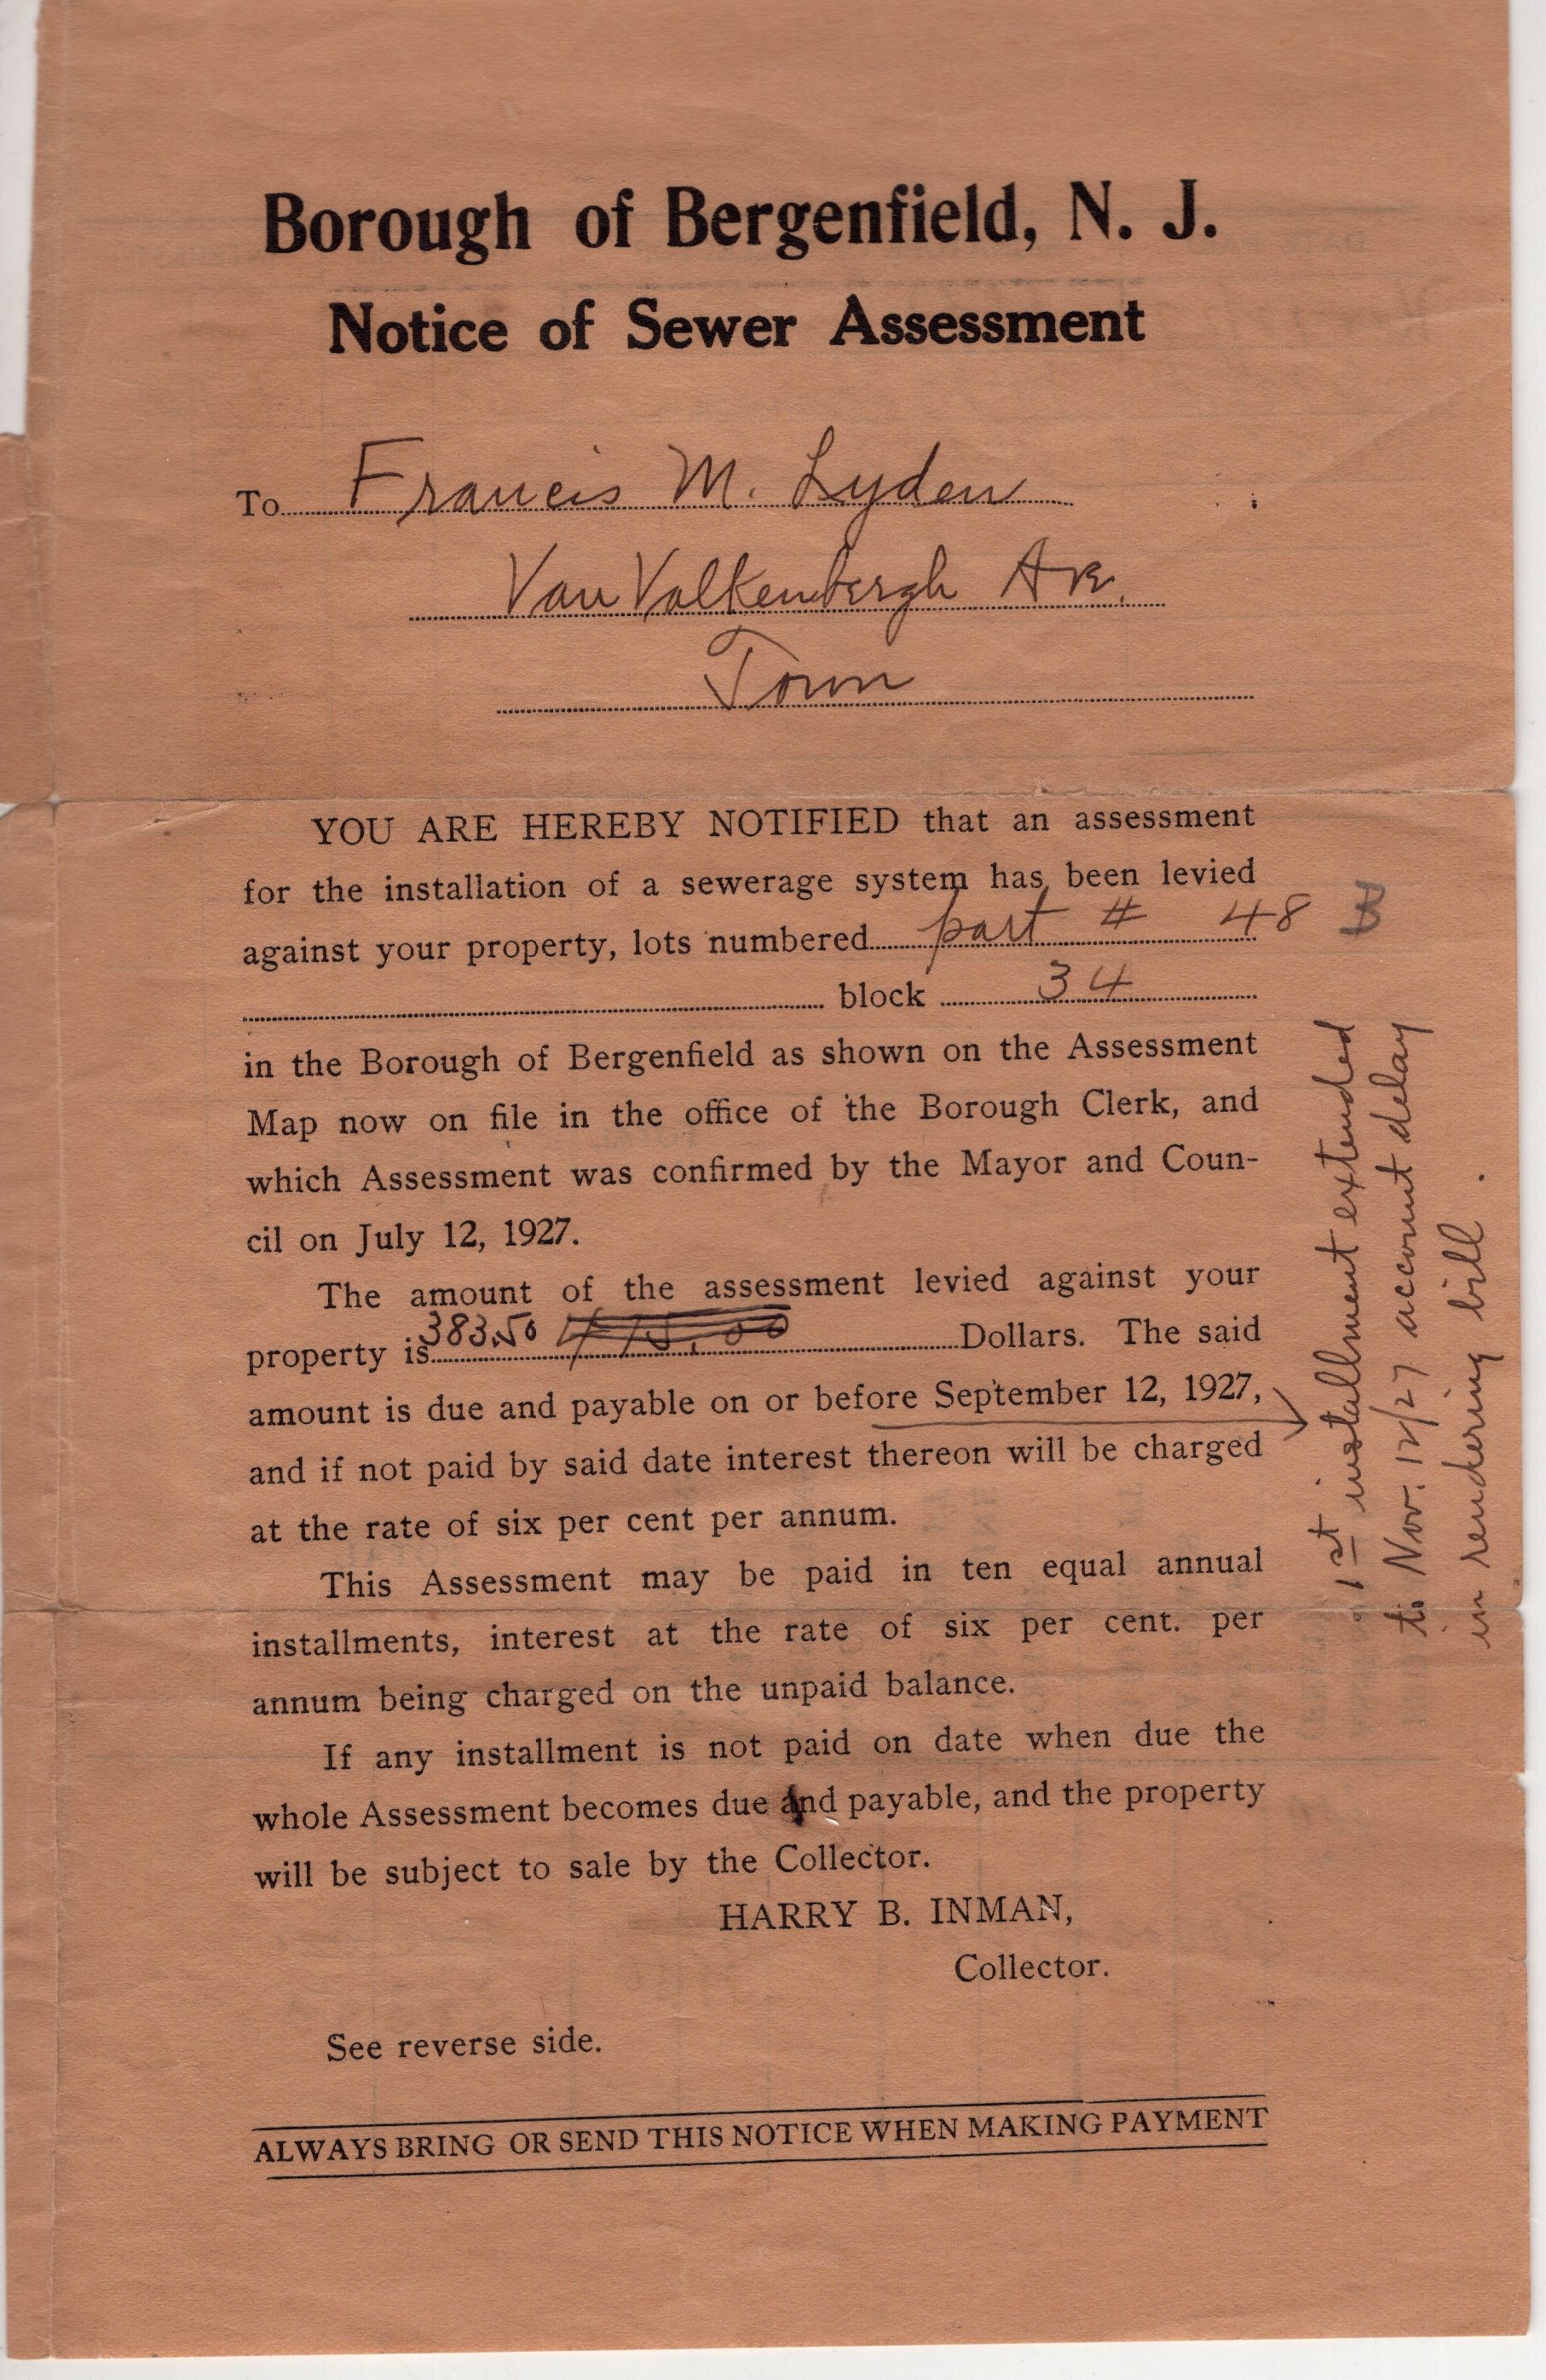 Borough of Bergenfield, N. J.
Notice of Sewer Assessment
To Francis M. Lyden
Van Valkenbergh Ave.
Town
YOU ARE HEREBY NOTIFIED that an assessment
for the installation of a sewerage system has been levied
against your property, lots numbered part # 48 B
block 34
in the Borough of Bergenfield as shown on the Assessment
Map now on file in the office of the Borough Clerk, and
which Assessment was confirmed by the Mayor and Coun-
cil on July 12, 1927.
The amount of the assessment levied against your
property is 383.50 415.00 Dollars. The said
amount is due and payable on or before September 12, 1927,
and if not paid by said date interest thereon will be charged
at the rate of six per cent per annum.
This Assessment may be paid in ten equal annual
installments, interest at the rate of six per cent. per
annum being charged on the unpaid balance.
If any installment is not paid on date when due the
whole Assessment becomes due and payable, and the property
will be subject to sale by the Collector.
HARRY B. INMAN,
Collector.
See reverse side.
ALWAYS BRING OR SEND THIS NOTICE WHEN MAKING PAYMENT
1st installment extended
to Nov. 12/27 account delay
in rendering bill.